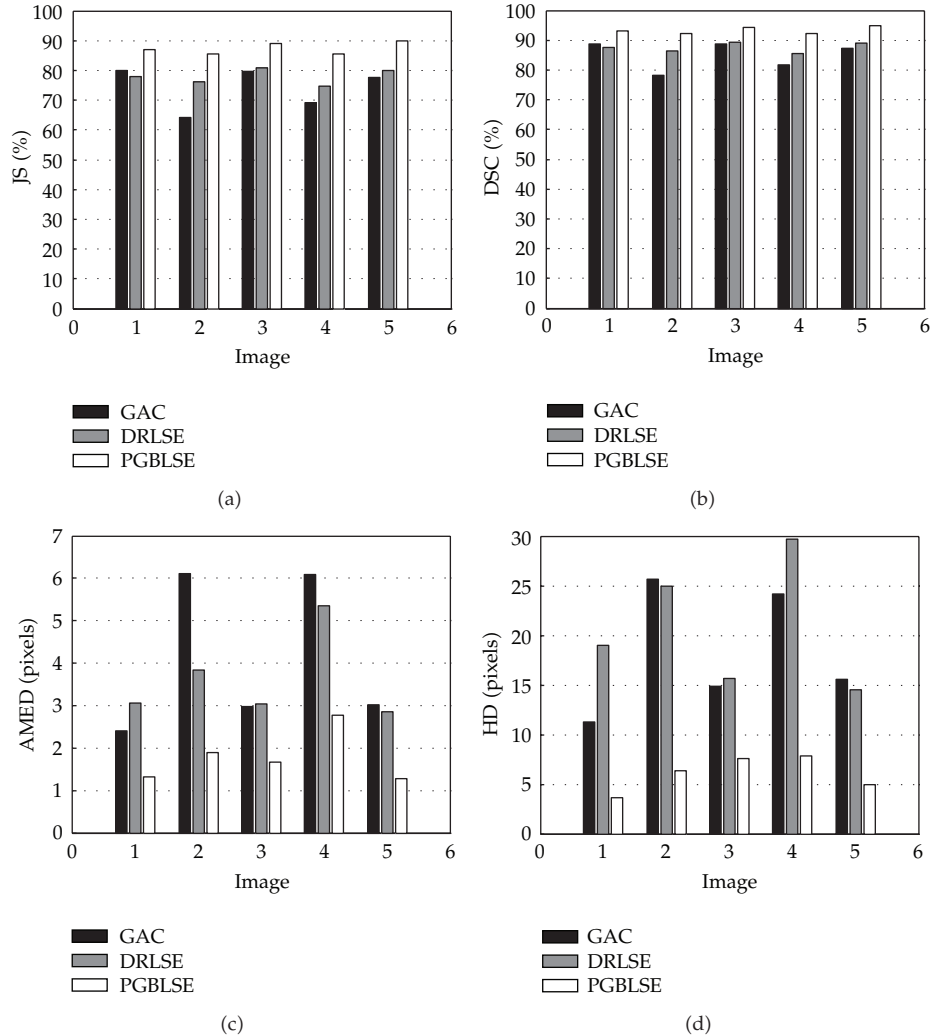 100
90
80
70
60
50
40
30
20
10
0
JS (%)
0 1 2 3 4 5 6
Image
GAC
DRLSE
PGBLSE
(a)
100
90
80
70
60
50
40
30
20
10
0
DSC (%)
0 1 2 3 4 5 6
Image
GAC
DRLSE
PGBLSE
(b)
7
6
5
4
3
2
1
0
AMED (pixels)
0 1 2 3 4 5 6
Image
GAC
DRLSE
PGBLSE
(c)
30
25
20
15
10
5
0
HD (pixels)
0 1 2 3 4 5 6
Image
GAC
DRLSE
PGBLSE
(d)